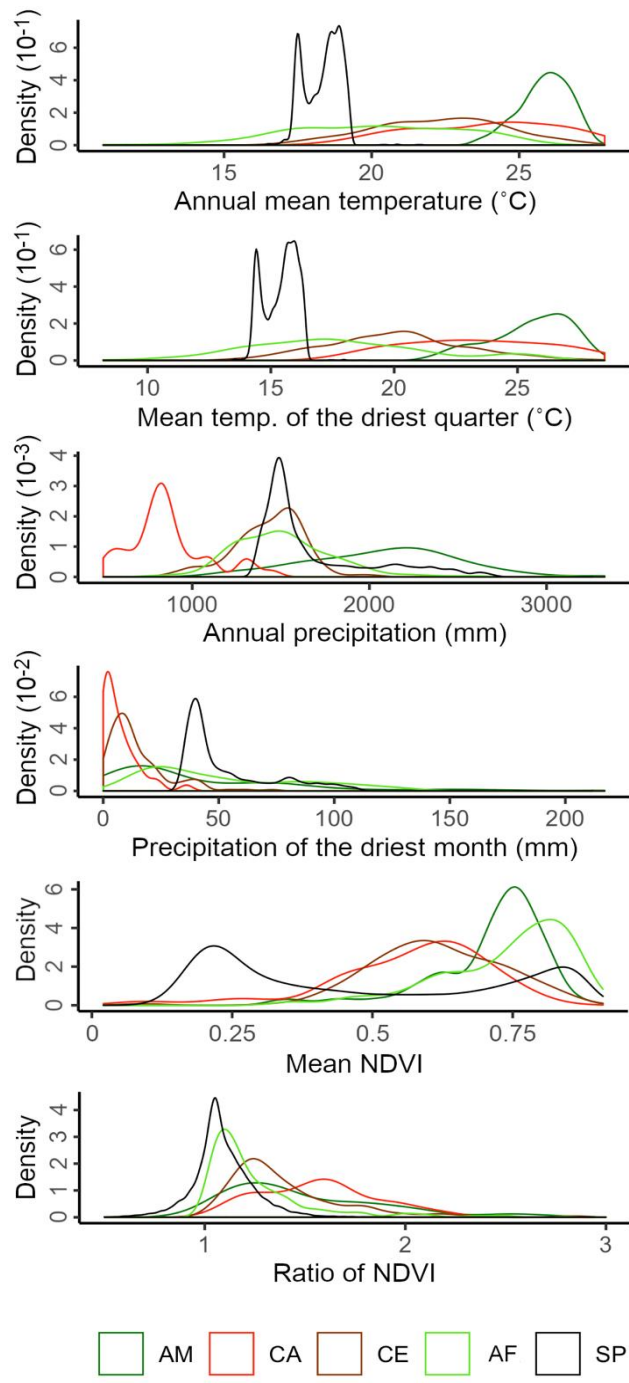 Density (10⁻¹)
6
4
2
0
15 20 25
Annual mean temperature (˚C)
Density (10⁻¹)
6
4
2
0
10 15 20 25
Mean temp. of the driest quarter (˚C)
Density (10⁻³)
4
3
2
1
0
1000 2000 3000
Annual precipitation (mm)
Density (10⁻²)
6
4
2
0
0 50 100 150 200
Precipitation of the driest month (mm)
Density
6
4
2
0
0 0.25 0.5 0.75
Mean NDVI
Density
4
3
2
1
0
1 2 3
Ratio of NDVI
AM CA CE AF SP